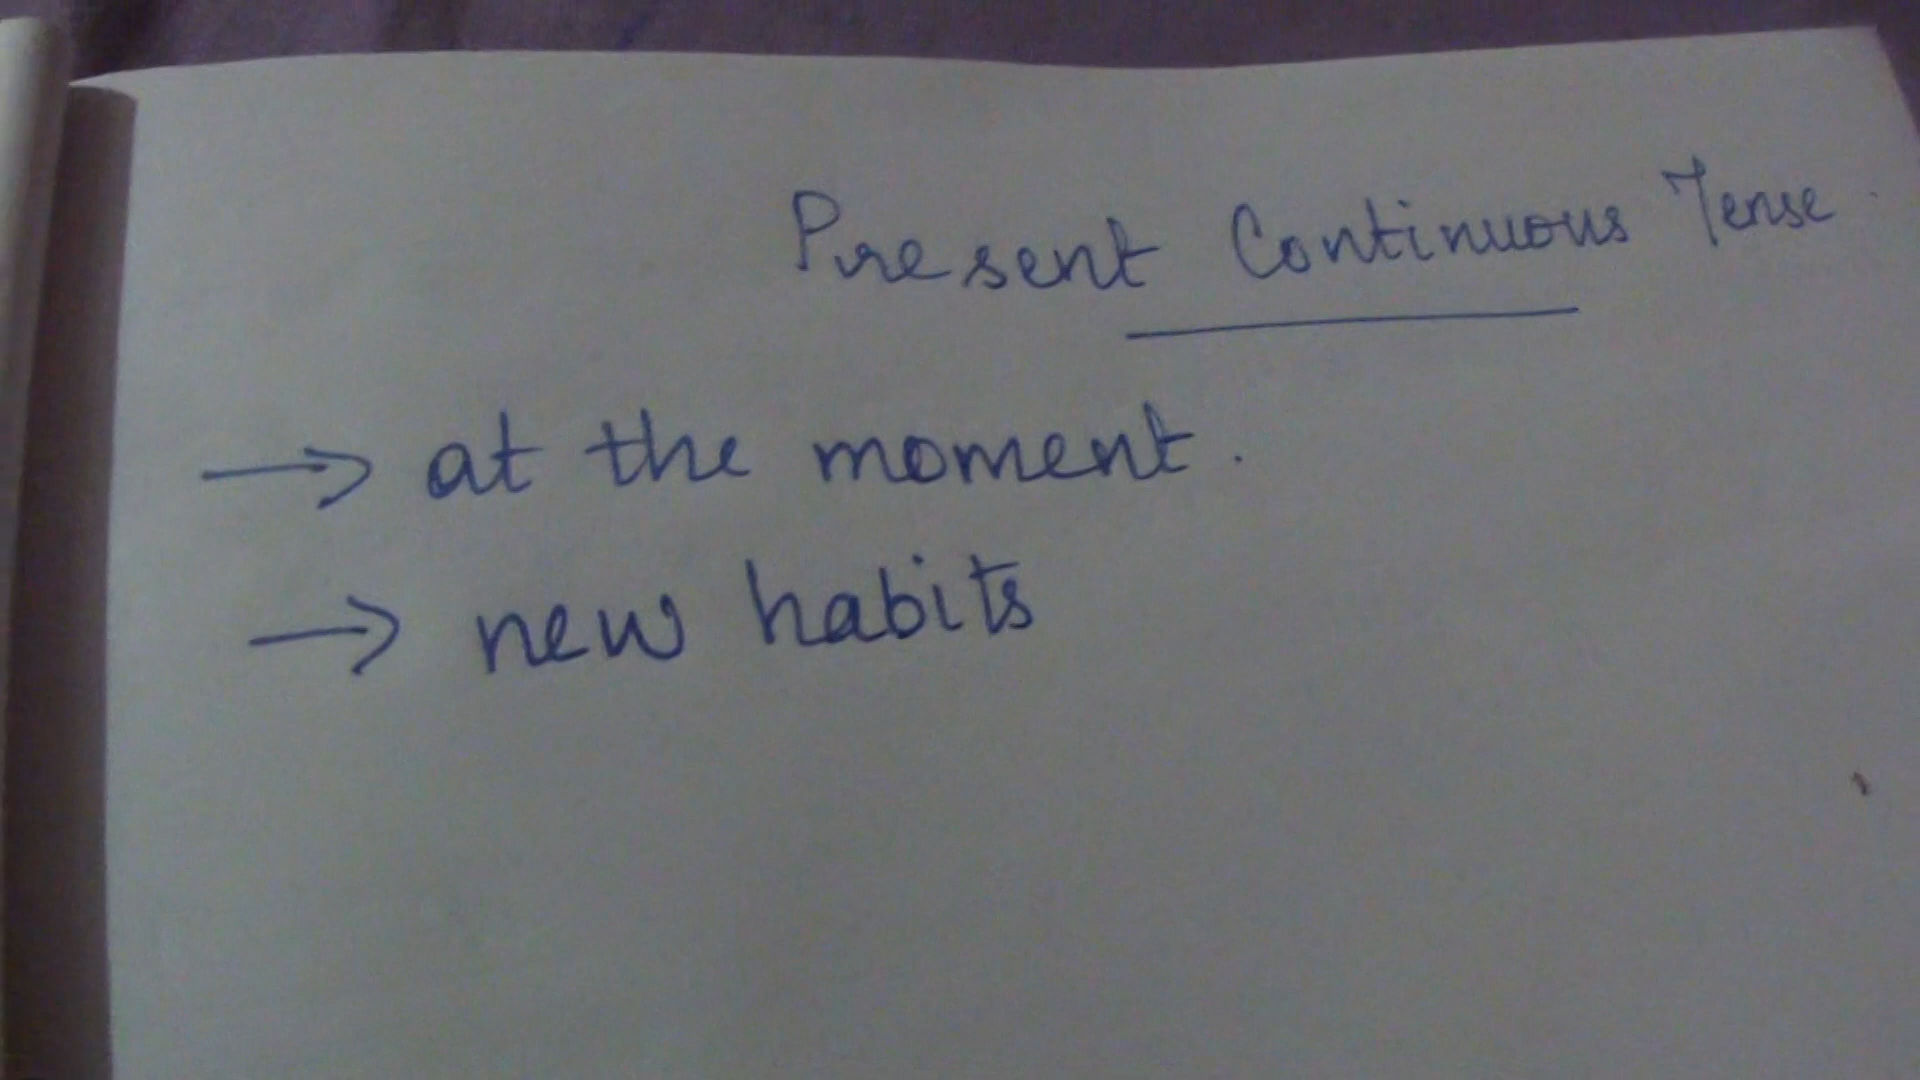 Present Continuous Tense.
→ at the moment.
→ new habits